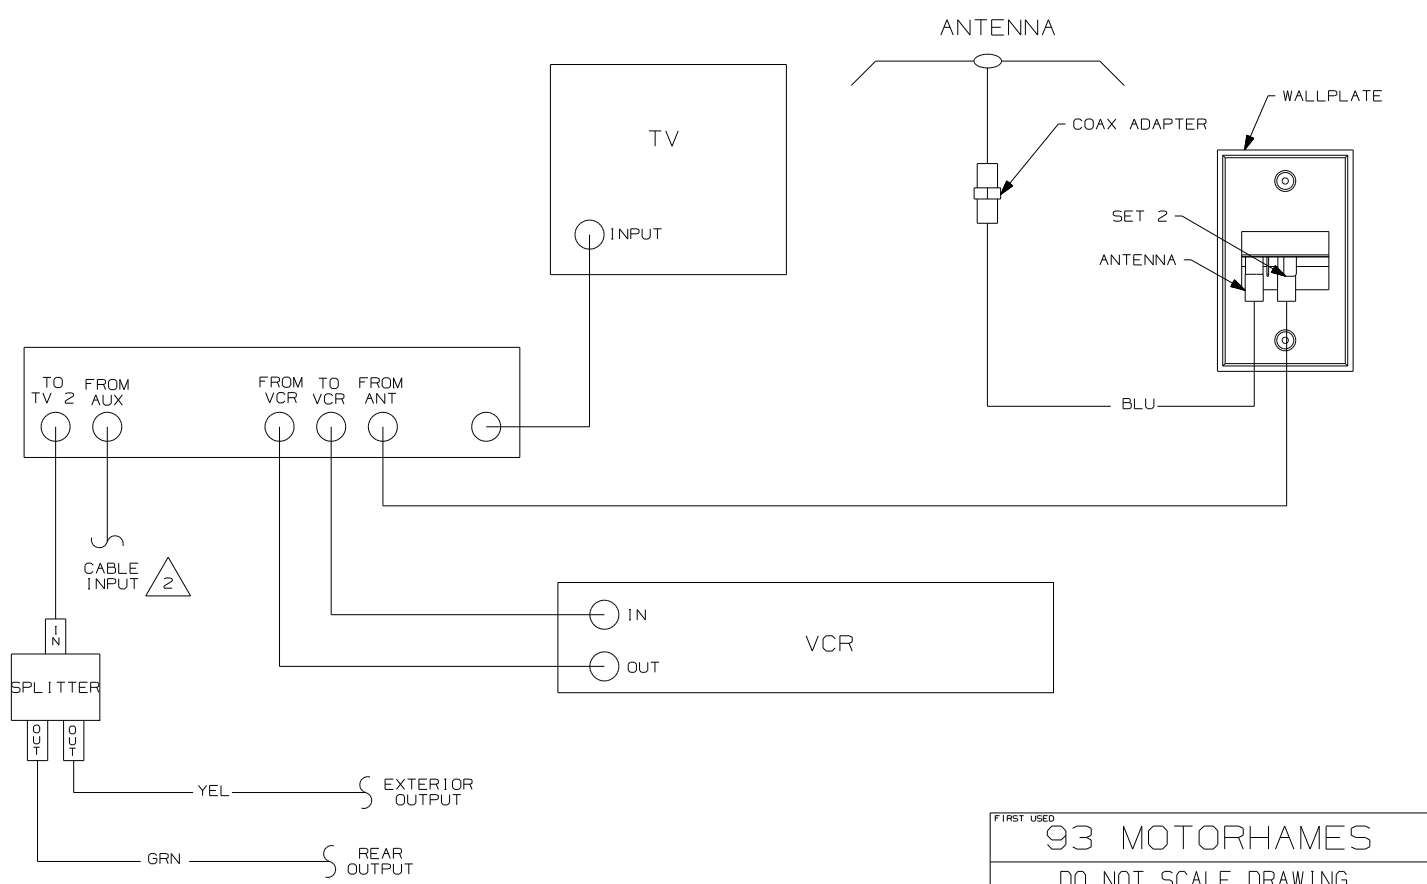 ANTENNA
WALLPLATE
COAX ADAPTER
TV
SET 2
INPUT
ANTENNA
TO
TV 2
FROM
AUX
FROM
VCR
TO
VCR
FROM
ANT
BLU
CABLE
INPUT
2
IN
VCR
OUT
IN
SPLITTER
OUT
OUT
YEL
EXTERIOR
OUTPUT
GRN
REAR
OUTPUT
FIRST USED
93 MOTORHAMES
DO NOT SCALE DRAWING